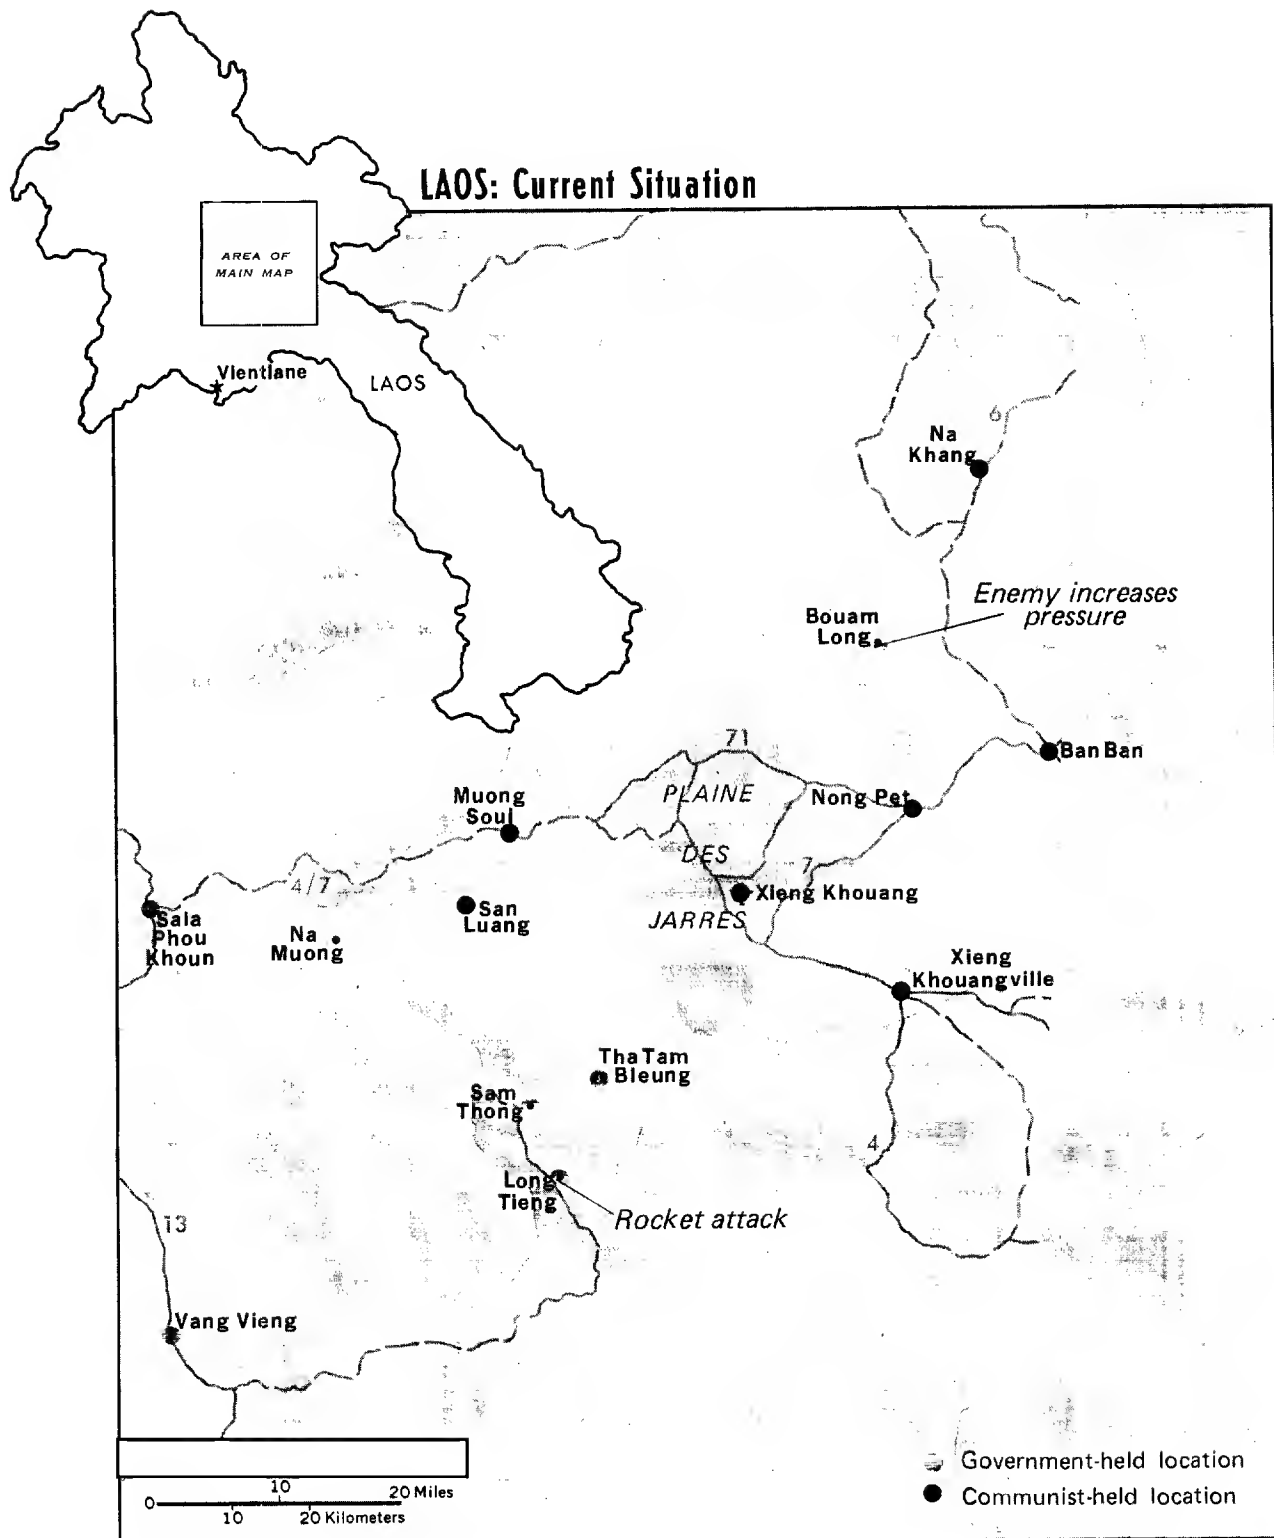 LAOS: Current Situation
AREA OF
MAIN MAP
Vientiane
LAOS
6
Na
Khang
Enemy increases
pressure
Bouam
Long
Ban Ban
71
PLAINE
Nong Pet
Muong
Soui
DES
7
4/7
Xieng Khouang
San
Luang
JARRES
Sala
Phou
Khoun
Na
Muong
Xieng
Khouangville
Tha Tam
Bleung
Sam
Thong
4
Long
Tieng
Rocket attack
13
Vang Vieng
Government-held location
Communist-held location
0 10 20 Miles
10 20 Kilometers